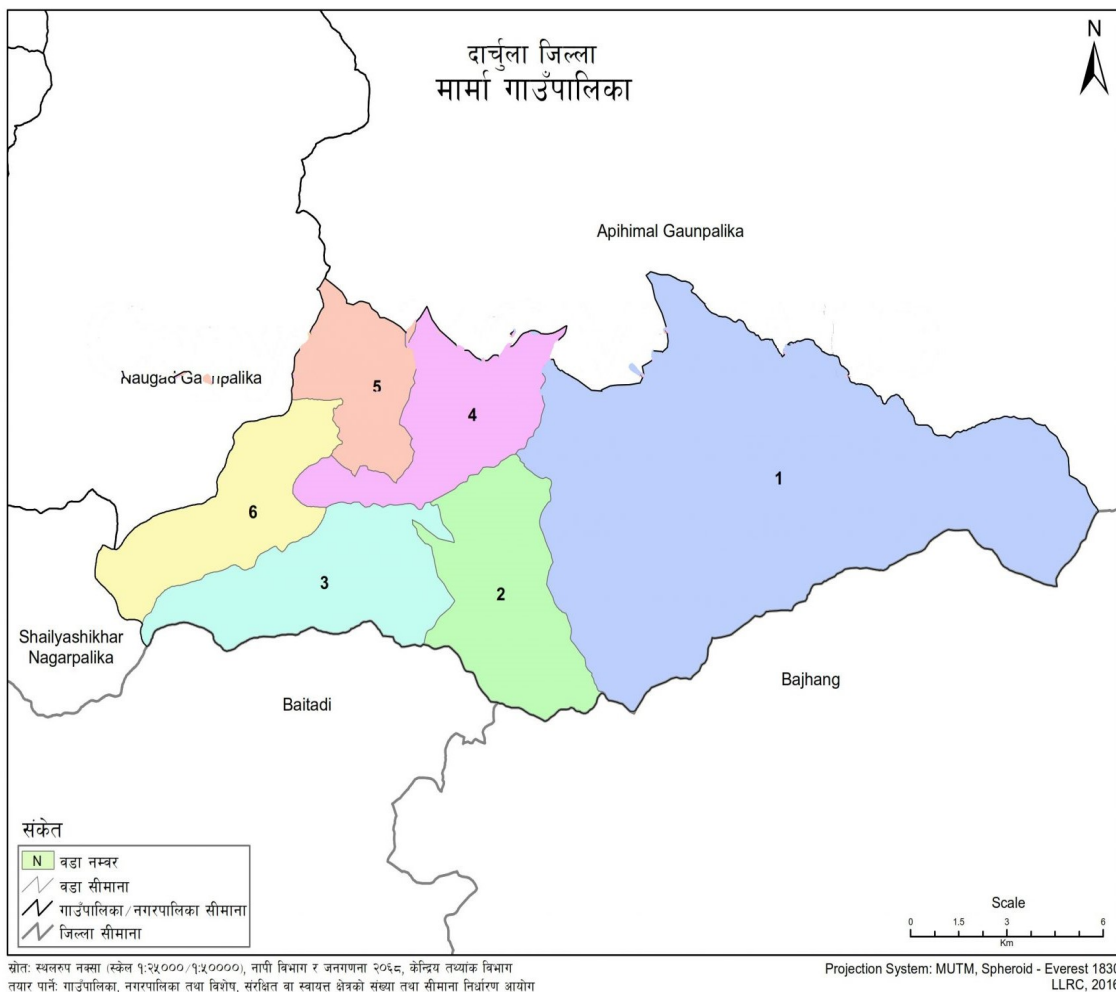 दार्चुला जिल्ला
मार्मा गाउँपालिका
N
Apihimal Gaunpalika
Naugad Gaunpalika
5
4
1
6
3
2
Shailyashikhar
Nagarpalika
Baitadi
Bajhang
संकेत
N वडा नम्बर
वडा सीमाना
गाउँपालिका/नगरपालिका सीमाना
जिल्ला सीमाना
Scale
0 1.5 3 6
Km
स्रोतः स्थलरुप नक्सा (स्केल १:२५०००/१:५००००), नापी विभाग र जनगणना २०६८, केन्द्रिय तथ्यांक विभाग
तयार पार्नेः गाउँपालिका, नगरपालिका तथा विशेष, संरक्षित वा स्वायत्त क्षेत्रको संख्या तथा सीमाना निर्धारण आयोग
Projection System: MUTM, Spheroid - Everest 1830
LLRC, 2016